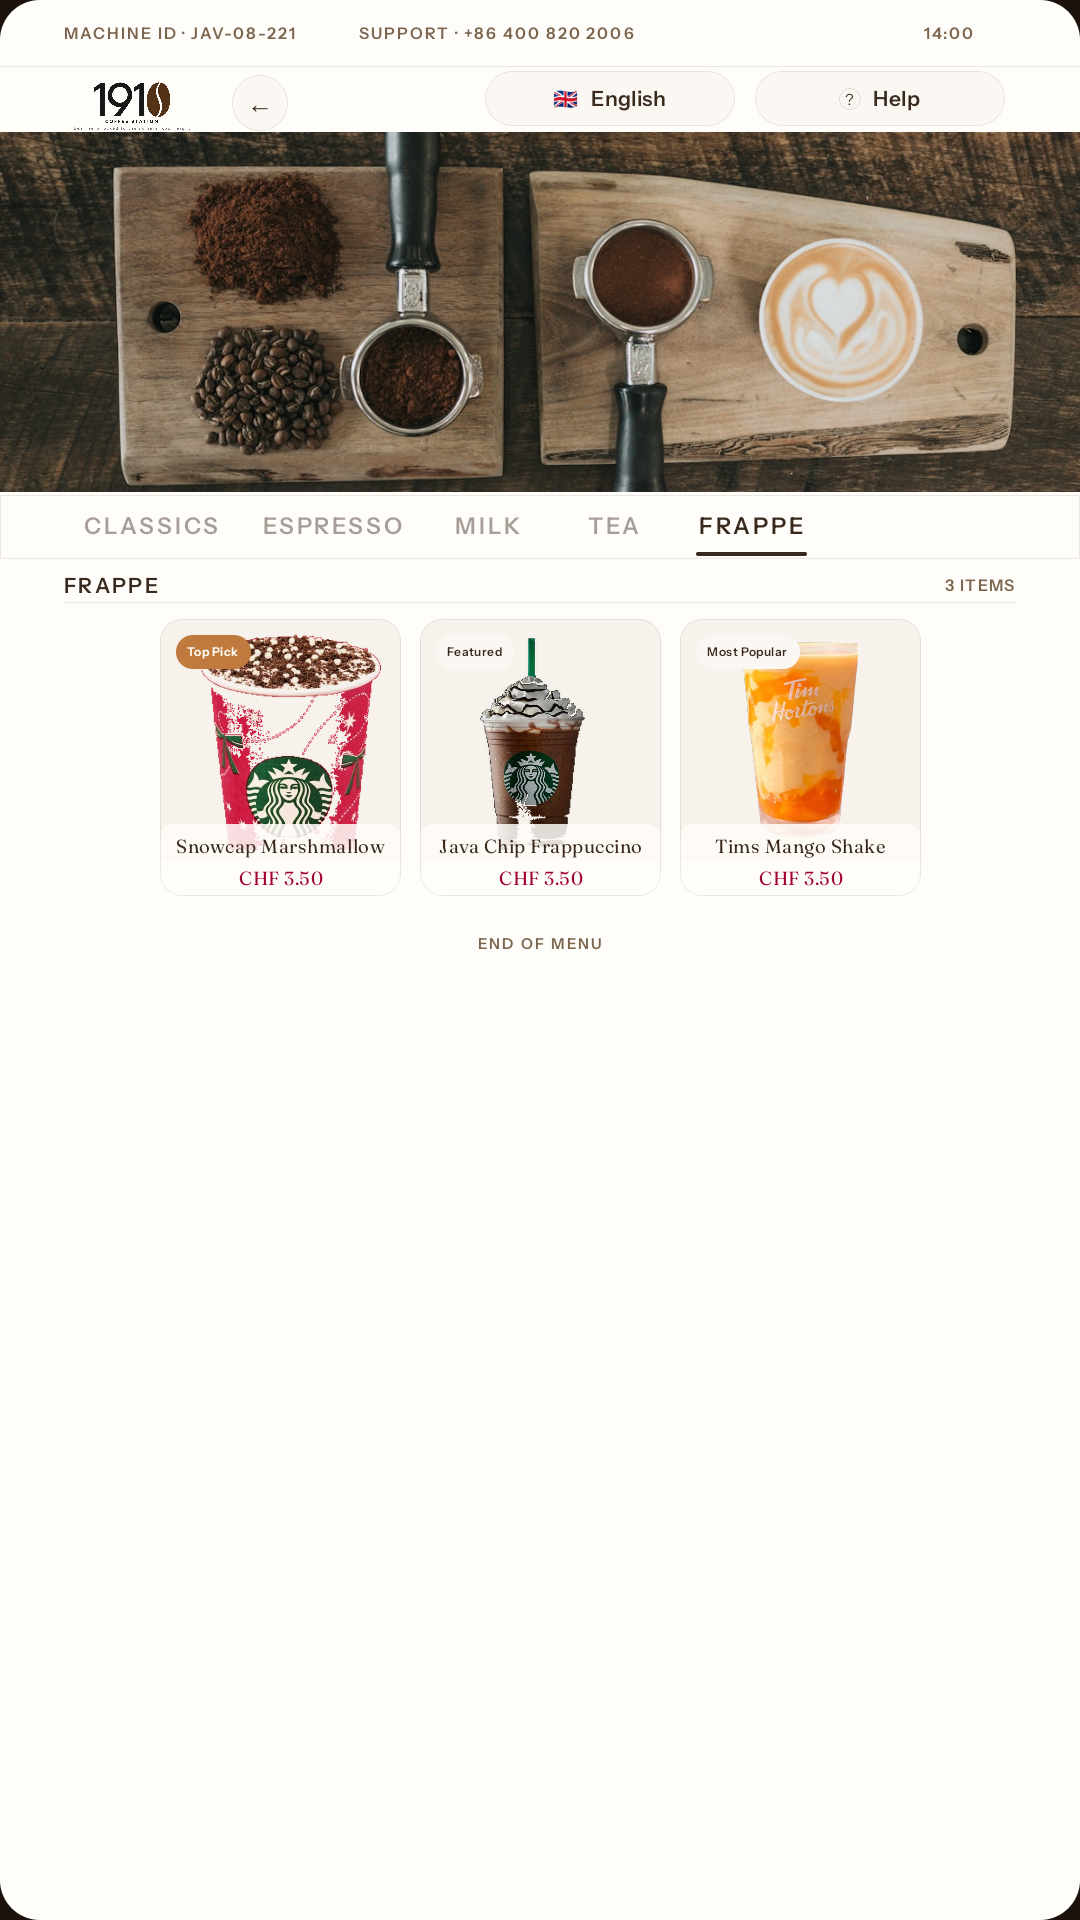 MACHINE ID · JAV-08-221
SUPPORT · +86 400 820 2006
14:00
1910
COFFEE STATION
←
English
? Help
CLASSICS
ESPRESSO
MILK
TEA
FRAPPE
FRAPPE
3 ITEMS
Top Pick
Snowcap Marshmallow
CHF 3.50
Featured
Java Chip Frappuccino
CHF 3.50
Most Popular
Tim
Hortons
Tims Mango Shake
CHF 3.50
END OF MENU